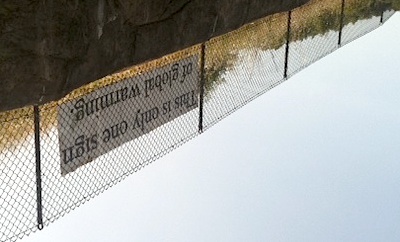 This is only one sign
of global warming.